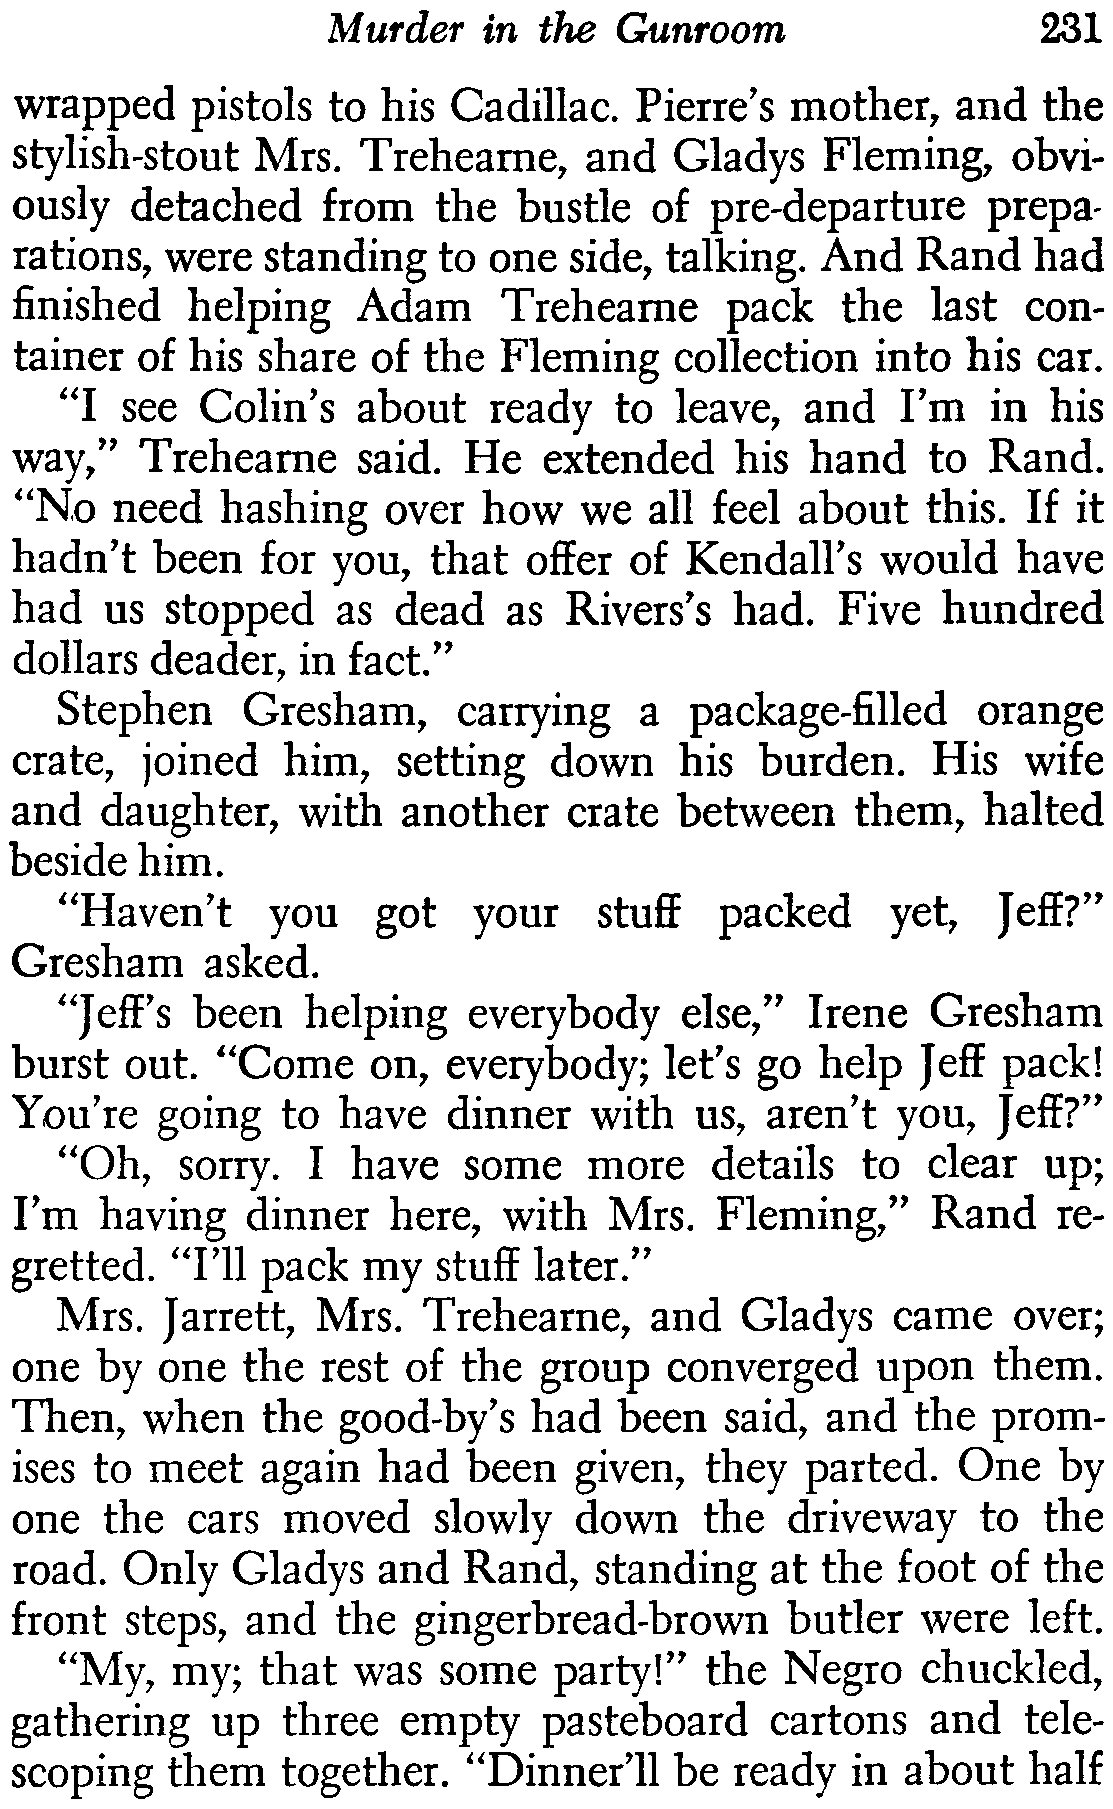 Murder in the Gunroom 231
wrapped pistols to his Cadillac. Pierre's mother, and the
stylish-stout Mrs. Trehearne, and Gladys Fleming, obvi-
ously detached from the bustle of pre-departure prepa-
rations, were standing to one side, talking. And Rand had
finished helping Adam Trehearne pack the last con-
tainer of his share of the Fleming collection into his car.
"I see Colin's about ready to leave, and I'm in his
way," Trehearne said. He extended his hand to Rand.
"No need hashing over how we all feel about this. If it
hadn't been for you, that offer of Kendall's would have
had us stopped as dead as Rivers's had. Five hundred
dollars deader, in fact."
Stephen Gresham, carrying a package-filled orange
crate, joined him, setting down his burden. His wife
and daughter, with another crate between them, halted
beside him.
"Haven't you got your stuff packed yet, Jeff?"
Gresham asked.
"Jeff's been helping everybody else," Irene Gresham
burst out. "Come on, everybody; let's go help Jeff pack!
You're going to have dinner with us, aren't you, Jeff?"
"Oh, sorry. I have some more details to clear up;
I'm having dinner here, with Mrs. Fleming," Rand re-
gretted. "I'll pack my stuff later."
Mrs. Jarrett, Mrs. Trehearne, and Gladys came over;
one by one the rest of the group converged upon them.
Then, when the good-by's had been said, and the prom-
ises to meet again had been given, they parted. One by
one the cars moved slowly down the driveway to the
road. Only Gladys and Rand, standing at the foot of the
front steps, and the gingerbread-brown butler were left.
"My, my; that was some party!" the Negro chuckled,
gathering up three empty pasteboard cartons and tele-
scoping them together. "Dinner'll be ready in about half